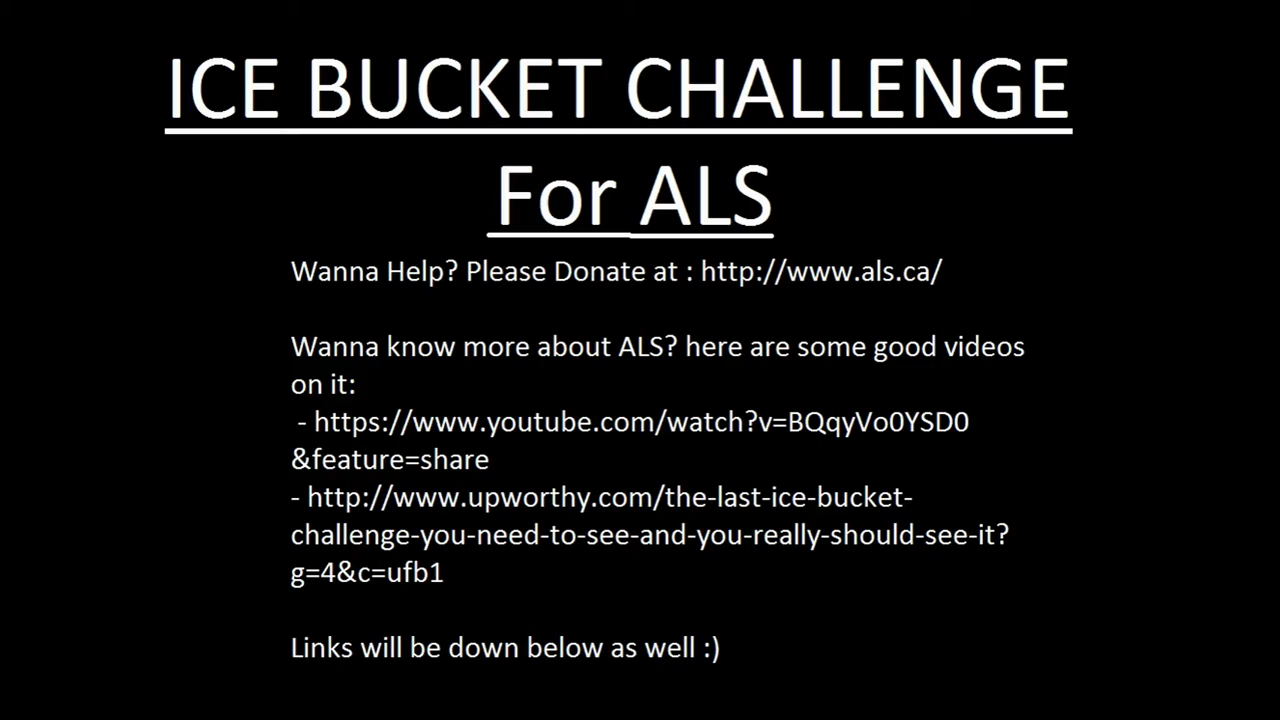 ICE BUCKET CHALLENGE
For ALS
Wanna Help? Please Donate at : http://www.als.ca/
Wanna know more about ALS? here are some good videos
on it:
- https://www.youtube.com/watch?v=BQqyVo0YSD0
&feature=share
- http://www.upworthy.com/the-last-ice-bucket-
challenge-you-need-to-see-and-you-really-should-see-it?
g=4&c=ufb1
Links will be down below as well :)